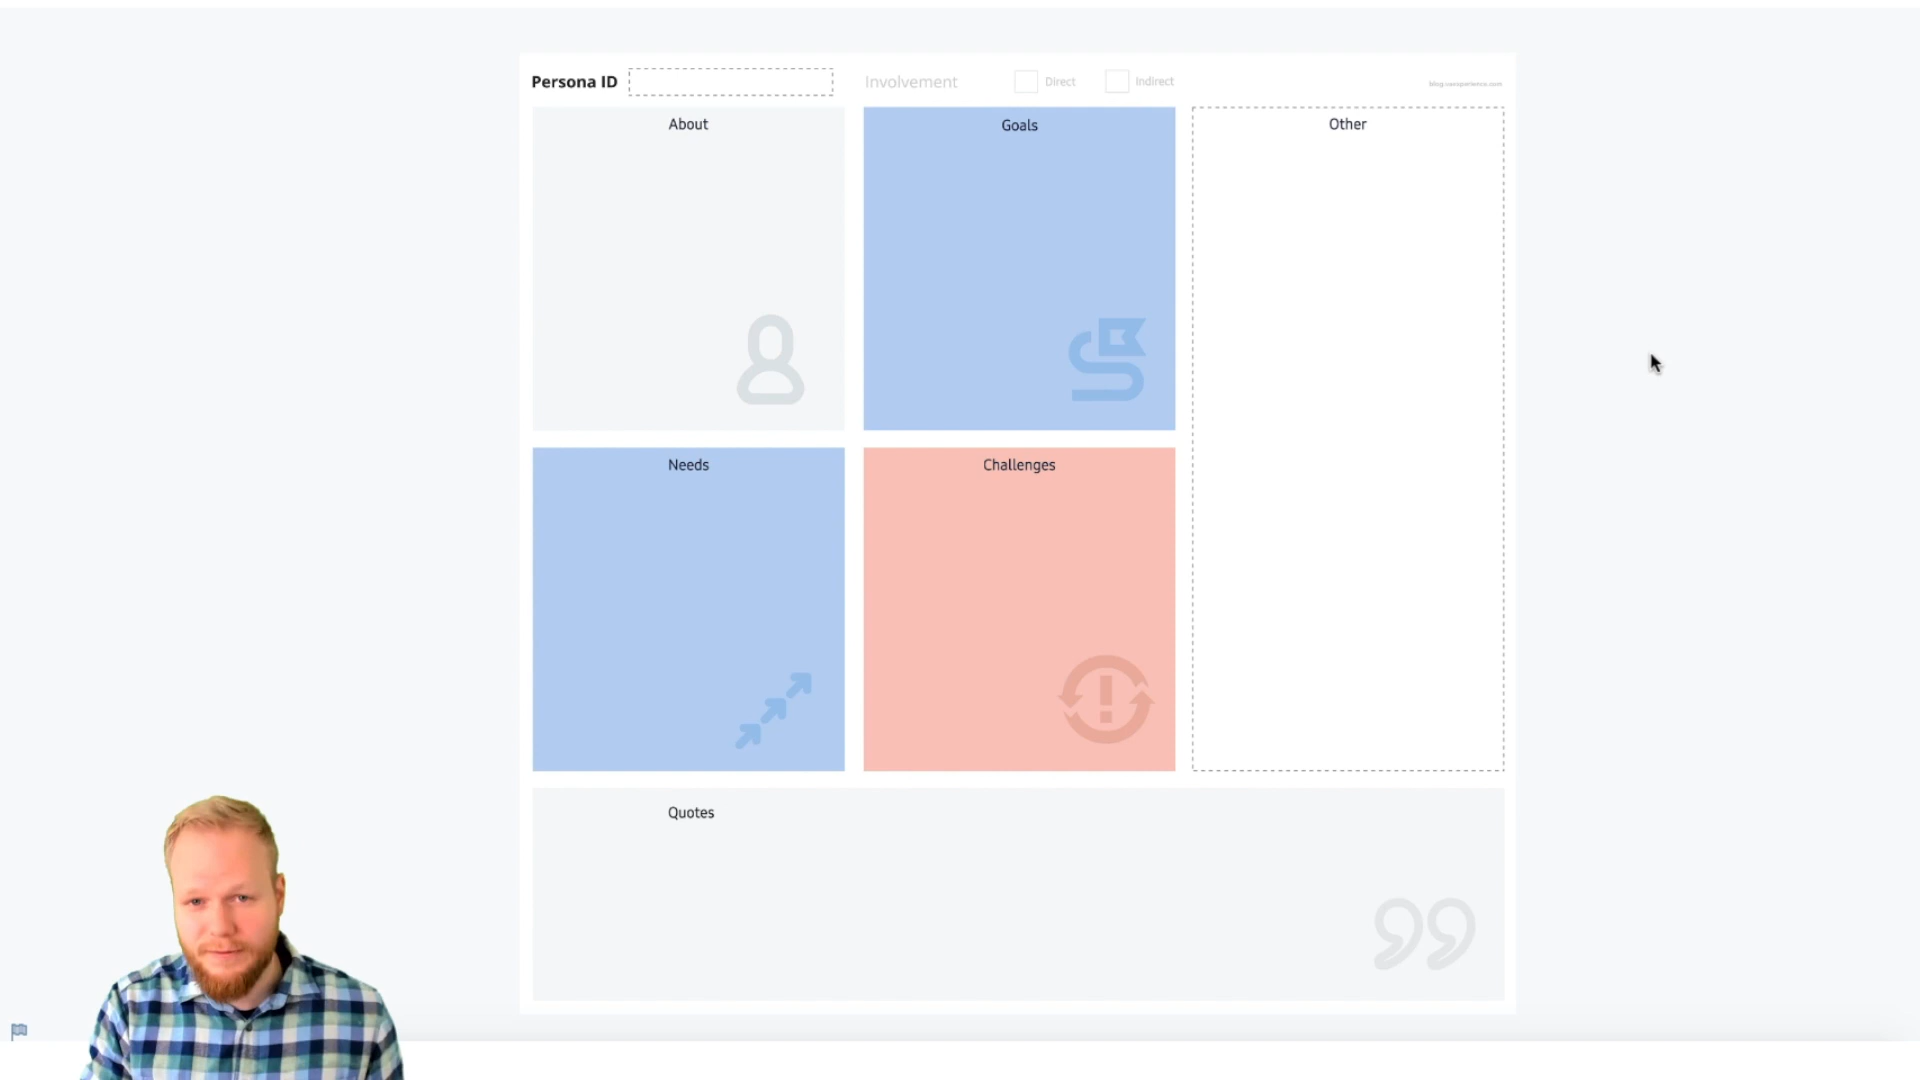 Persona ID
Involvement
Direct
Indirect
About
Goals
Other
Needs
Challenges
Quotes